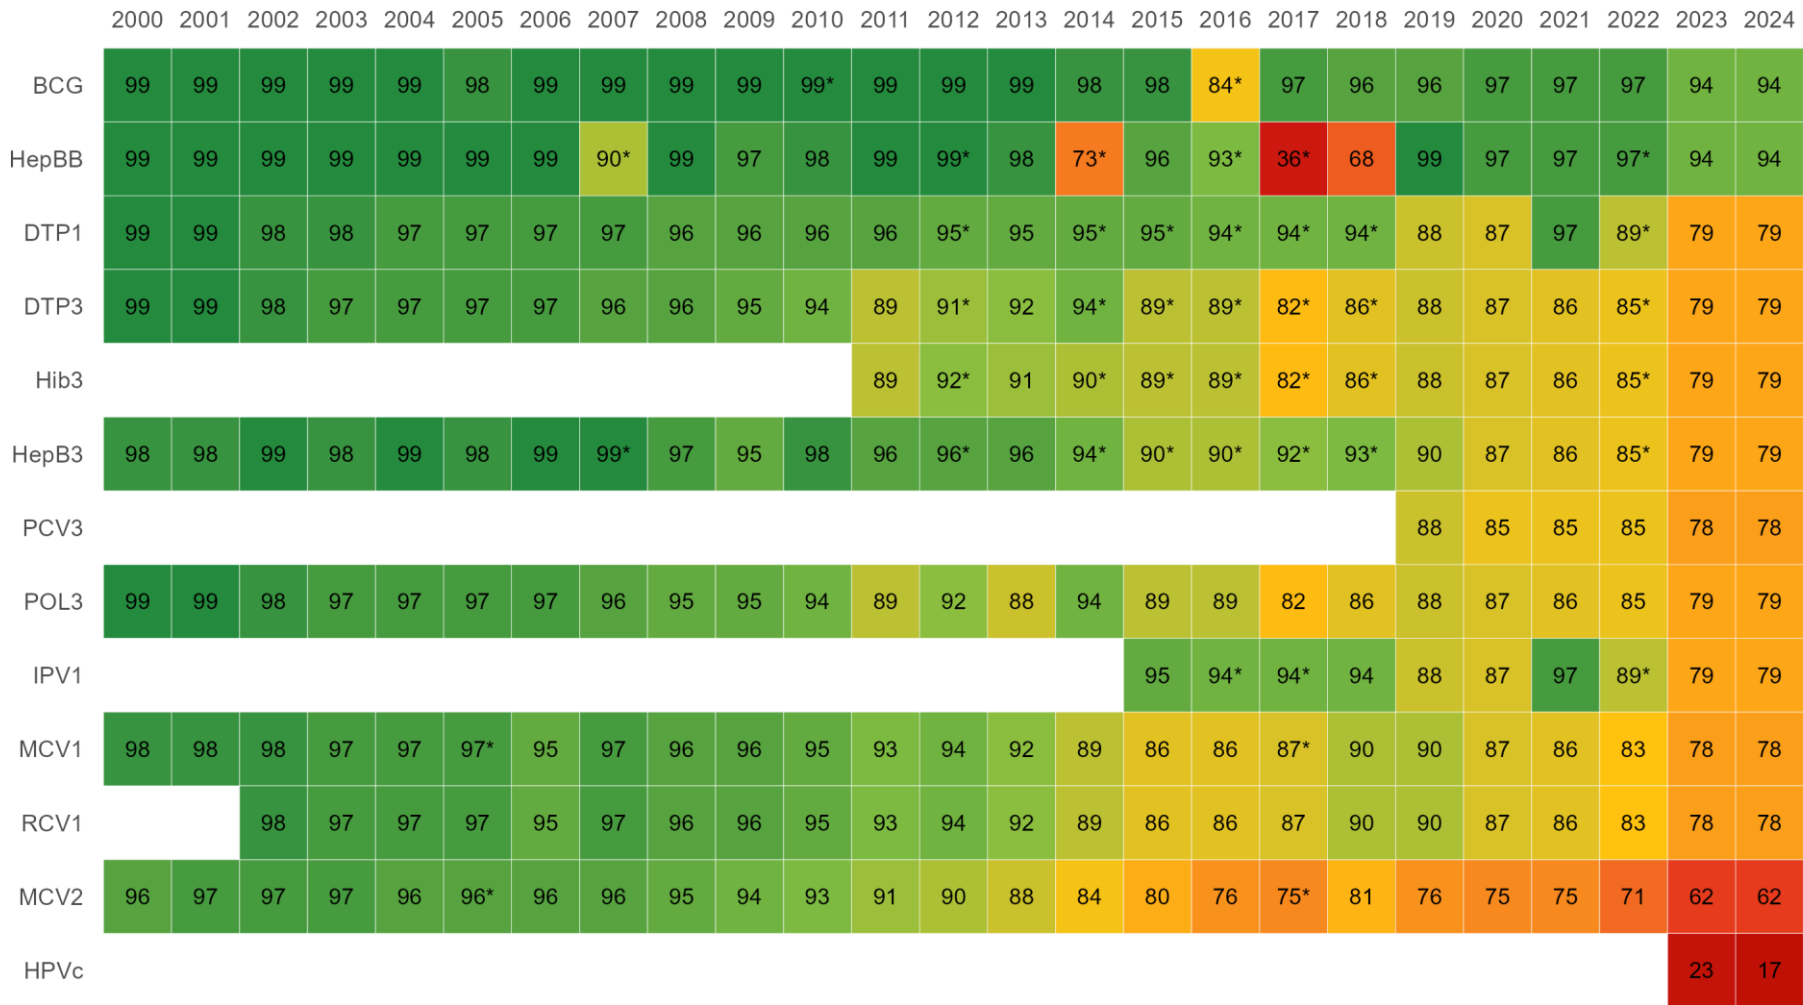 2000 2001 2002 2003 2004 2005 2006 2007 2008 2009 2010 2011 2012 2013 2014 2015 2016 2017 2018 2019 2020 2021 2022 2023 2024
BCG 99 99 99 99 99 98 99 99 99 99 99* 99 99 99 98 98 84* 97 96 96 97 97 97 94 94
HepBB 99 99 99 99 99 99 99 90* 99 97 98 99 99* 98 73* 96 93* 36* 68 99 97 97 97* 94 94
DTP1 99 99 98 98 97 97 97 97 96 96 96 96 95* 95 95* 95* 94* 94* 94* 88 87 97 89* 79 79
DTP3 99 99 98 97 97 97 97 96 96 95 94 89 91* 92 94* 89* 89* 82* 86* 88 87 86 85* 79 79
Hib3 89 92* 91 90* 89* 89* 82* 86* 88 87 86 85* 79 79
HepB3 98 98 99 98 99 98 99 99* 97 95 98 96 96* 96 94* 90* 90* 92* 93* 90 87 86 85* 79 79
PCV3 88 85 85 85 78 78
POL3 99 99 98 97 97 97 97 96 95 95 94 89 92 88 94 89 89 82 86 88 87 86 85 79 79
IPV1 95 94* 94* 94 88 87 97 89* 79 79
MCV1 98 98 98 97 97 97* 95 97 96 96 95 93 94 92 89 86 86 87* 90 90 87 86 83 78 78
RCV1 98 97 97 97 95 97 96 96 95 93 94 92 89 86 86 87 90 90 87 86 83 78 78
MCV2 96 97 97 97 96 96* 96 96 95 94 93 91 90 88 84 80 76 75* 81 76 75 75 71 62 62
HPVc 23 17